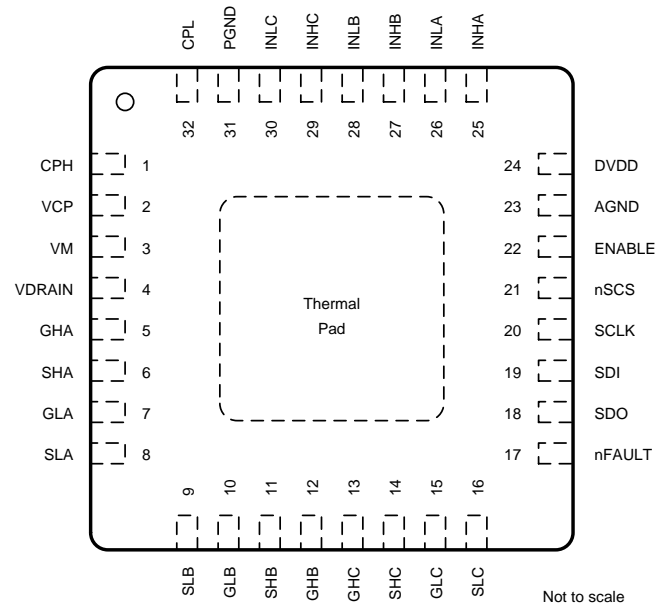 CPL PGND INLC INHC INLB INHB INLA INHA
32 31 30 29 28 27 26 25
CPH 1 24 DVDD
VCP 2 23 AGND
VM 3 22 ENABLE
VDRAIN 4 21 nSCS
GHA 5 20 SCLK
SHA 6 19 SDI
GLA 7 18 SDO
SLA 8 17 nFAULT
Thermal
Pad
9 10 11 12 13 14 15 16
SLB GLB SHB GHB GHC SHC GLC SLC
Not to scale